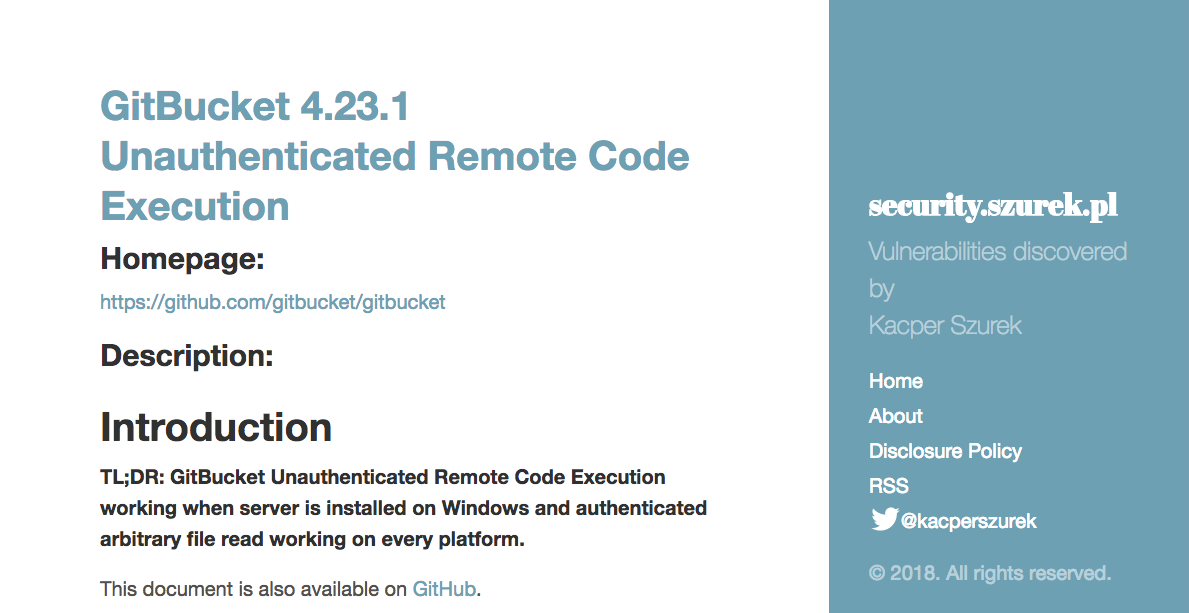 GitBucket 4.23.1
Unauthenticated Remote Code
Execution
Homepage:
https://github.com/gitbucket/gitbucket
Description:
Introduction
TL;DR: GitBucket Unauthenticated Remote Code Execution
working when server is installed on Windows and authenticated
arbitrary file read working on every platform.
This document is also available on GitHub.
security.szurek.pl
Vulnerabilities discovered
by
Kacper Szurek
Home
About
Disclosure Policy
RSS
@kacperszurek
© 2018. All rights reserved.